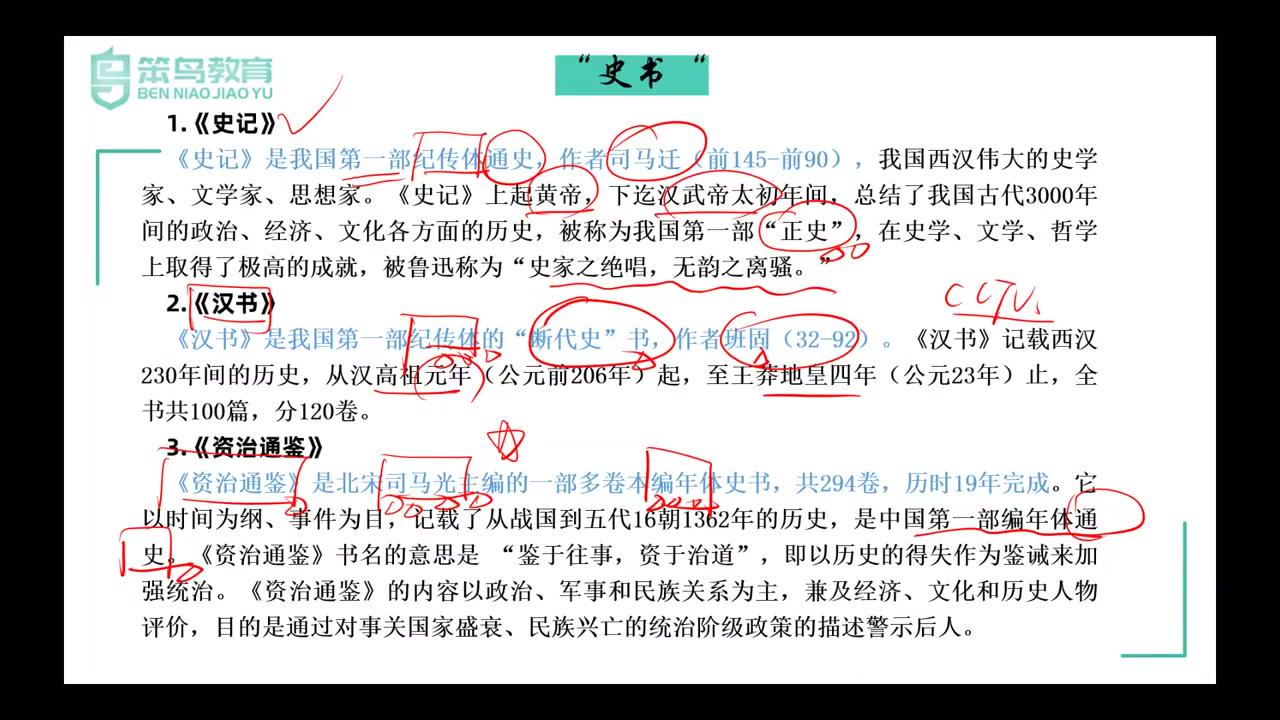 笨鸟教育
BEN NIAO JIAO YU
“史书“
1.《史记》
《史记》是我国第一部纪传体通史，作者司马迁（前145-前90），我国西汉伟大的史学
家、文学家、思想家。《史记》上起黄帝，下迄汉武帝太初年间，总结了我国古代3000年
间的政治、经济、文化各方面的历史，被称为我国第一部“正史”，在史学、文学、哲学
上取得了极高的成就，被鲁迅称为“史家之绝唱，无韵之离骚。”
CCTV.
2.《汉书》
《汉书》是我国第一部纪传体的“断代史”书，作者班固（32-92）。《汉书》记载西汉
230年间的历史，从汉高祖元年（公元前206年）起，至王莽地皇四年（公元23年）止，全
书共100篇，分120卷。
3.《资治通鉴》
《资治通鉴》是北宋司马光主编的一部多卷本编年体史书，共294卷，历时19年完成。它
以时间为纲、事件为目，记载了从战国到五代16朝1362年的历史，是中国第一部编年体通
史。《资治通鉴》书名的意思是 “鉴于往事，资于治道”，即以历史的得失作为鉴诫来加
强统治。《资治通鉴》的内容以政治、军事和民族关系为主，兼及经济、文化和历史人物
评价，目的是通过对事关国家盛衰、民族兴亡的统治阶级政策的描述警示后人。